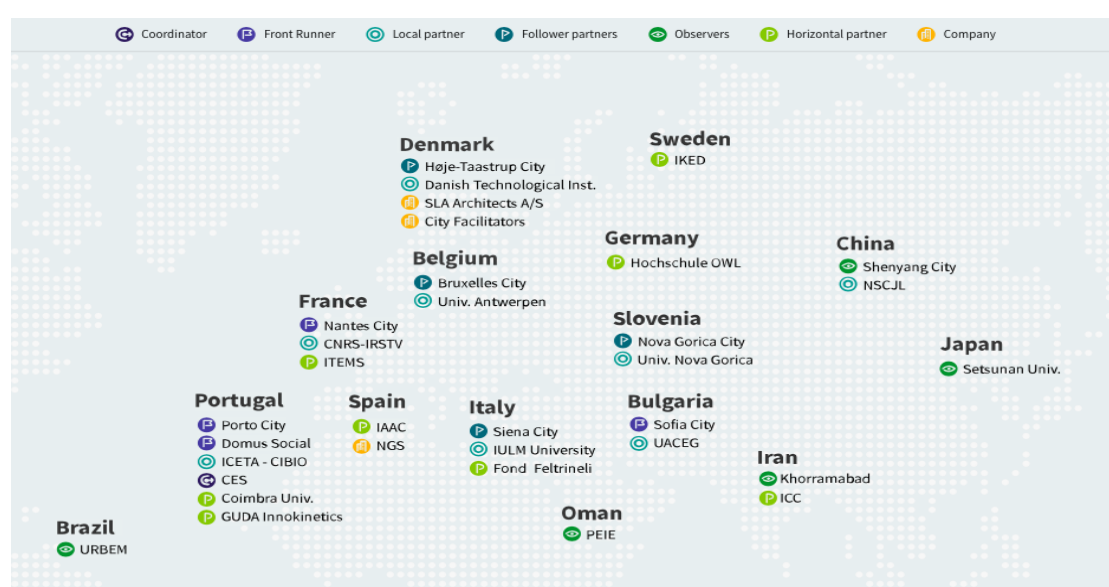 Coordinator Front Runner Local partner Follower partners Observers Horizontal partner Company
Denmark
Høje-Taastrup City
Danish Technological Inst.
SLA Architects A/S
City Facilitators
Sweden
IKED
Germany
Hochschule OWL
China
Shenyang City
NSCJL
Belgium
Bruxelles City
Univ. Antwerpen
France
Nantes City
CNRS-IRSTV
ITEMS
Slovenia
Nova Gorica City
Univ. Nova Gorica
Japan
Setsunan Univ.
Portugal
Porto City
Domus Social
ICETA - CIBIO
CES
Coimbra Univ.
GUDA Innokinetics
Spain
IAAC
NGS
Italy
Siena City
IULM University
Fond Feltrineli
Bulgaria
Sofia City
UACEG
Iran
Khorramabad
ICC
Oman
PEIE
Brazil
URBEM